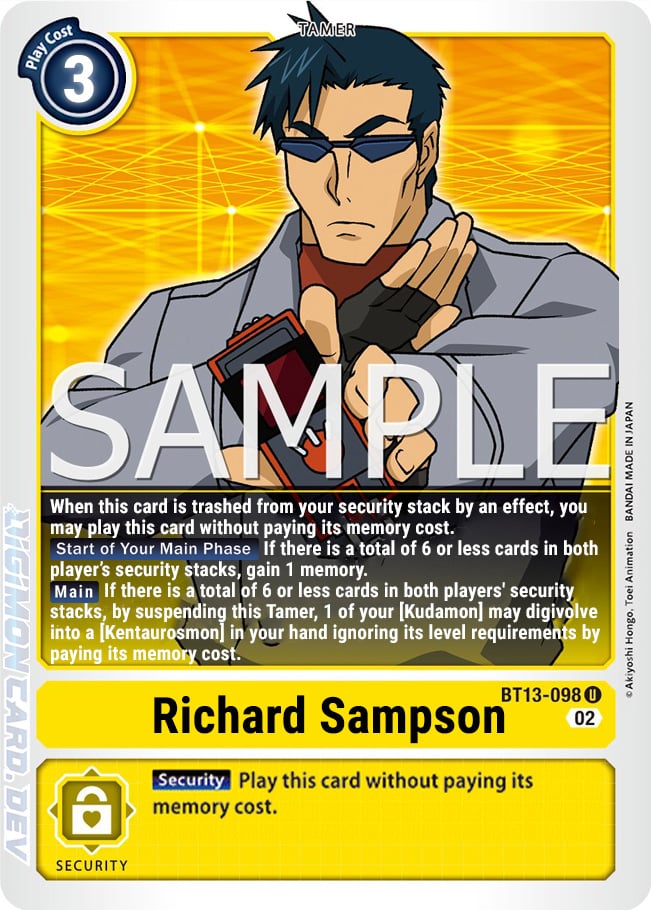 TAMER
Play Cost
3
SAMPLE
When this card is trashed from your security stack by an effect, you
may play this card without paying its memory cost.
Start of Your Main Phase If there is a total of 6 or less cards in both
player's security stacks, gain 1 memory.
Main If there is a total of 6 or less cards in both players' security
stacks, by suspending this Tamer, 1 of your [Kudamon] may digivolve
into a [Kentaurosmon] in your hand ignoring its level requirements by
paying its memory cost.
©Akiyoshi Hongo, Toei Animation BANDAI MADE IN JAPAN
DIGIMON CARD.DEV
BT13-098 U
Richard Sampson
02
Security Play this card without paying its
memory cost.
SECURITY